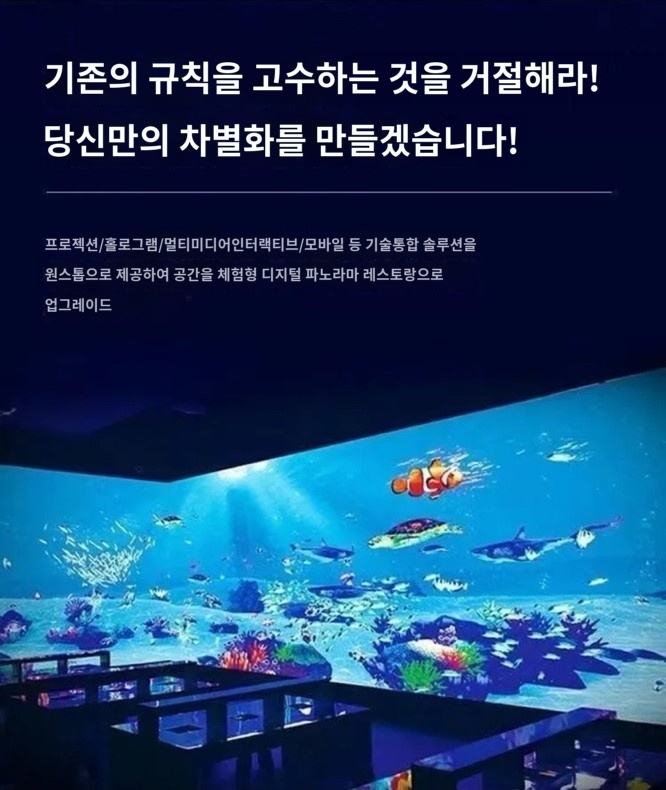 기존의 규칙을 고수하는 것을 거절해라!
당신만의 차별화를 만들겠습니다!
프로젝션/홀로그램/멀티미디어인터랙티브/모바일 등 기술통합 솔루션을
원스톱으로 제공하여 공간을 체험형 디지털 파노라마 레스토랑으로
업그레이드